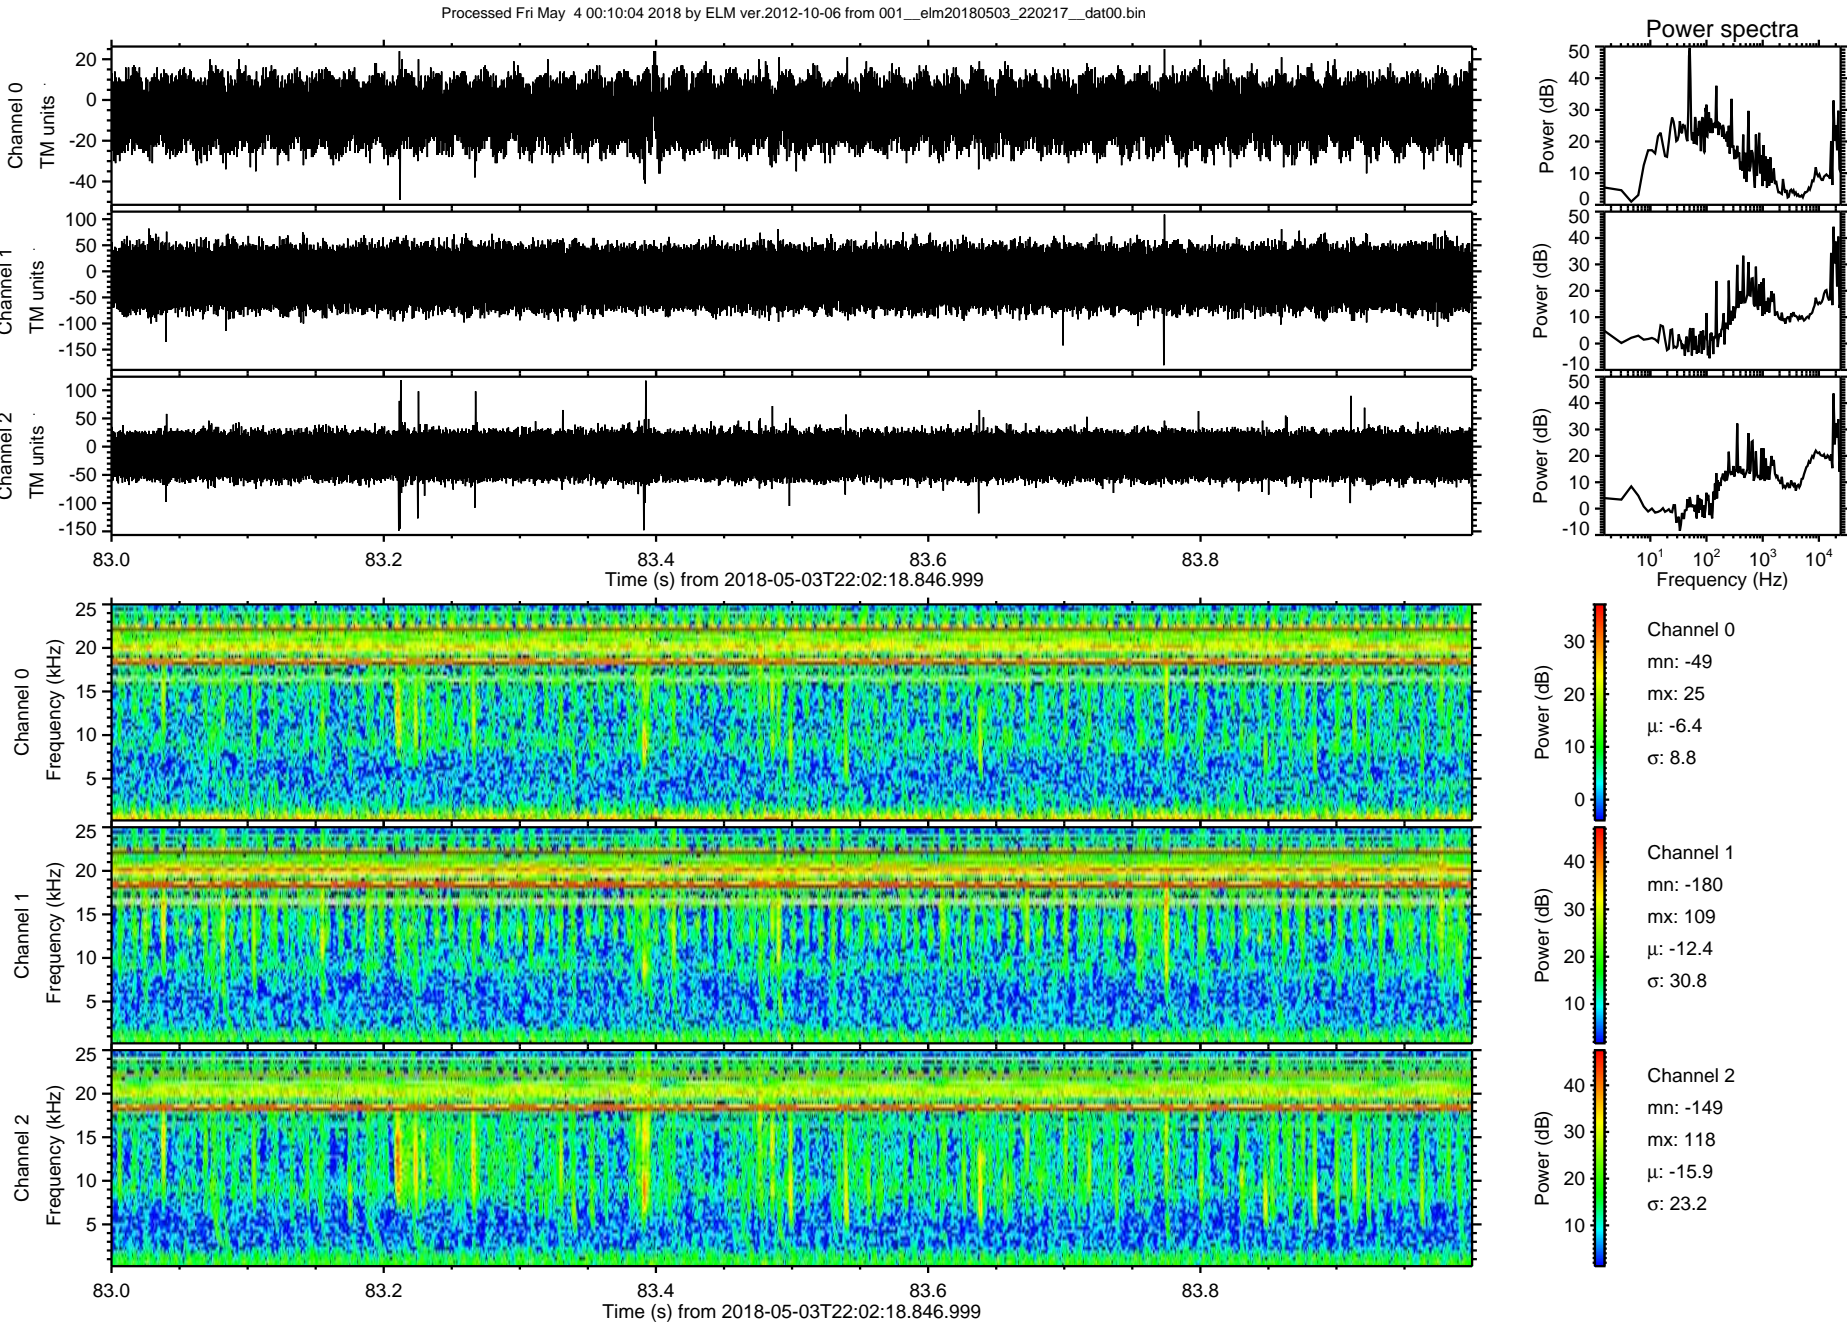 Processed Fri May  4 00:10:04 2018 by ELM ver.2012-10-06 from 001__elm20180503_220217__dat00.bin
Power spectra
Channel 0
TM units
20
0
-20
-40
Power (dB)
50
40
30
20
10
0
Channel 1
TM units
100
50
0
-50
-100
-150
Power (dB)
50
40
30
20
10
0
-10
Channel 2
TM units
100
50
0
-50
-100
-150
Power (dB)
50
40
30
20
10
0
-10
83.0 83.2 83.4 83.6 83.8
Time (s) from 2018-05-03T22:02:18.846.999
10^1 10^2 10^3 10^4
Frequency (Hz)
Channel 0
Frequency (kHz)
25
20
15
10
5
Power (dB)
30
20
10
0
Channel 0
mn: -49
mx: 25
μ: -6.4
σ: 8.8
Channel 1
Frequency (kHz)
25
20
15
10
5
Power (dB)
40
30
20
10
Channel 1
mn: -180
mx: 109
μ: -12.4
σ: 30.8
Channel 2
Frequency (kHz)
25
20
15
10
5
Power (dB)
40
30
20
10
Channel 2
mn: -149
mx: 118
μ: -15.9
σ: 23.2
83.0 83.2 83.4 83.6 83.8
Time (s) from 2018-05-03T22:02:18.846.999